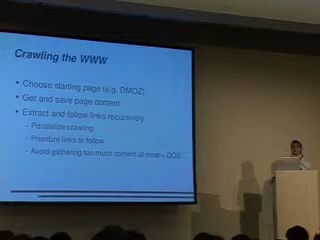 Crawling the WWW
• Choose starting page (e.g. DMOZ)
• Get and save page content
• Extract and follow links recursively
– Parallelize crawling
– Prioritize links to follow
– Avoid gathering too much content at once – DOS